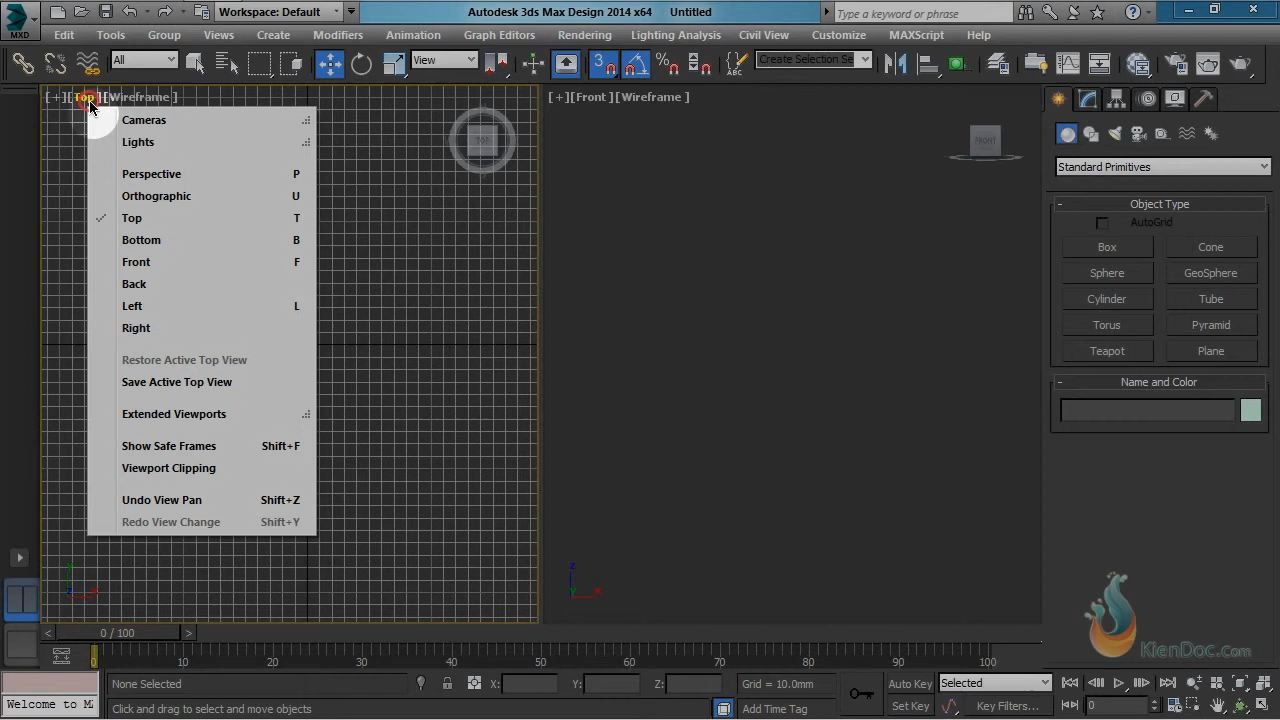 MXD
Workspace: Default
Autodesk 3ds Max Design 2014 x64 Untitled
Type a keyword or phrase
Edit Tools Group Views Create Modifiers Animation Graph Editors Rendering Lighting Analysis Civil View Customize MAXScript Help
All
View
3
Create Selection Se
[+][Top][Wireframe]
[+][Front][Wireframe]
TOP
FRONT
Cameras
Lights
Perspective P
Orthographic U
Top T
Bottom B
Front F
Back
Left L
Right
Restore Active Top View
Save Active Top View
Extended Viewports
Show Safe Frames Shift+F
Viewport Clipping
Undo View Pan Shift+Z
Redo View Change Shift+Y
Standard Primitives
- Object Type
AutoGrid
Box Cone
Sphere GeoSphere
Cylinder Tube
Torus Pyramid
Teapot Plane
- Name and Color
z
x
KienDoc.com
< 0 / 100 >
0 10 20 30 40 50 60 70 80 90 100
None Selected X: Y: Z: Grid = 10.0mm Auto Key Selected
Welcome to M
Click and drag to select and move objects Add Time Tag Set Key Key Filters... 0